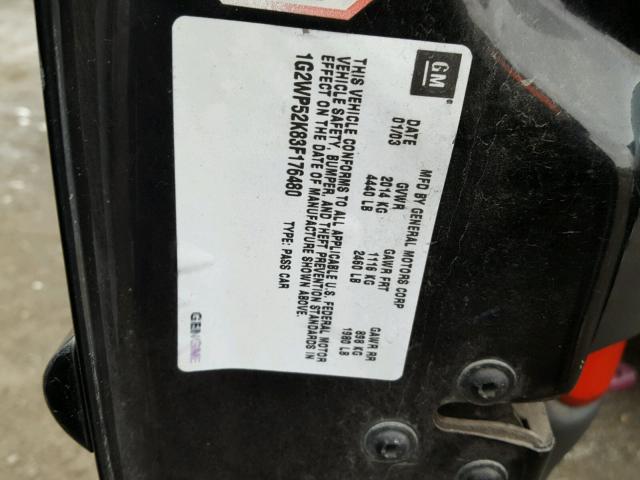 GM
MFD BY GENERAL MOTORS CORP
DATE GVWR GAWR FRT GAWR RR
01/03 2014 KG 1116 KG 898 KG
4440 LB 2460 LB 1980 LB
THIS VEHICLE CONFORMS TO ALL APPLICABLE U.S. FEDERAL MOTOR
VEHICLE SAFETY, BUMPER, AND THEFT PREVENTION STANDARDS IN
EFFECT ON THE DATE OF MANUFACTURE SHOWN ABOVE.
1G2WP52K83F176480 TYPE: PASS CAR